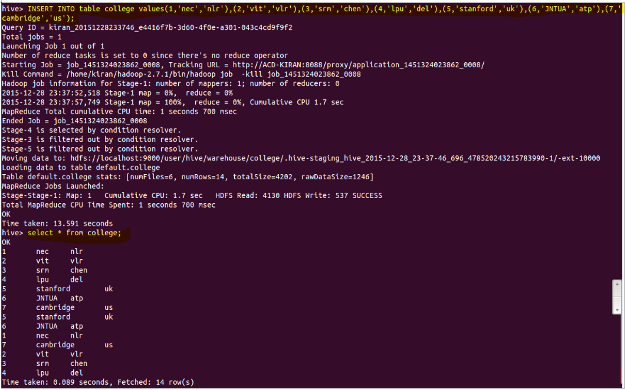 hive> INSERT INTO table college values(1,'nec','nlr'),(2,'vit','vlr'),(3,'srm','chen'),(4,'lpu','del'),(5,'stanford','uk'),(6,'JNTUA','atp'),(7,'
cambridge','us');
Query ID = kiran_20151228233746_e4416f7b-3d60-4f0e-a301-043c4cd9f9f2
Total jobs = 1
Launching Job 1 out of 1
Number of reduce tasks is set to 0 since there's no reduce operator
Starting Job = job_1451324023862_0008, Tracking URL = http://ACD-KIRAN:8088/proxy/application_1451324023862_0008/
Kill Command = /home/kiran/hadoop-2.7.1/bin/hadoop job  -kill job_1451324023862_0008
Hadoop job information for Stage-1: number of mappers: 1; number of reducers: 0
2015-12-28 23:37:52,518 Stage-1 map = 0%,  reduce = 0%
2015-12-28 23:37:57,749 Stage-1 map = 100%,  reduce = 0%, Cumulative CPU 1.7 sec
MapReduce Total cumulative CPU time: 1 seconds 700 msec
Ended Job = job_1451324023862_0008
Stage-4 is selected by condition resolver.
Stage-3 is filtered out by condition resolver.
Stage-5 is filtered out by condition resolver.
Moving data to: hdfs://localhost:9000/user/hive/warehouse/college/.hive-staging_hive_2015-12-28_23-37-46_696_478520243215783990-1/-ext-10000
Loading data to table default.college
Table default.college stats: [numFiles=6, numRows=14, totalSize=4202, rawDataSize=1246]
MapReduce Jobs Launched:
Stage-Stage-1: Map: 1   Cumulative CPU: 1.7 sec   HDFS Read: 4130 HDFS Write: 537 SUCCESS
Total MapReduce CPU Time Spent: 1 seconds 700 msec
OK
Time taken: 13.591 seconds
hive> select * from college;
OK
1 nec nlr
2 vit vlr
3 srm chen
4 lpu del
5 stanford uk
6 JNTUA atp
7 cambridge us
5 stanford uk
6 JNTUA atp
1 nec nlr
7 cambridge us
2 vit vlr
3 srm chen
4 lpu del
Time taken: 0.089 seconds, Fetched: 14 row(s)